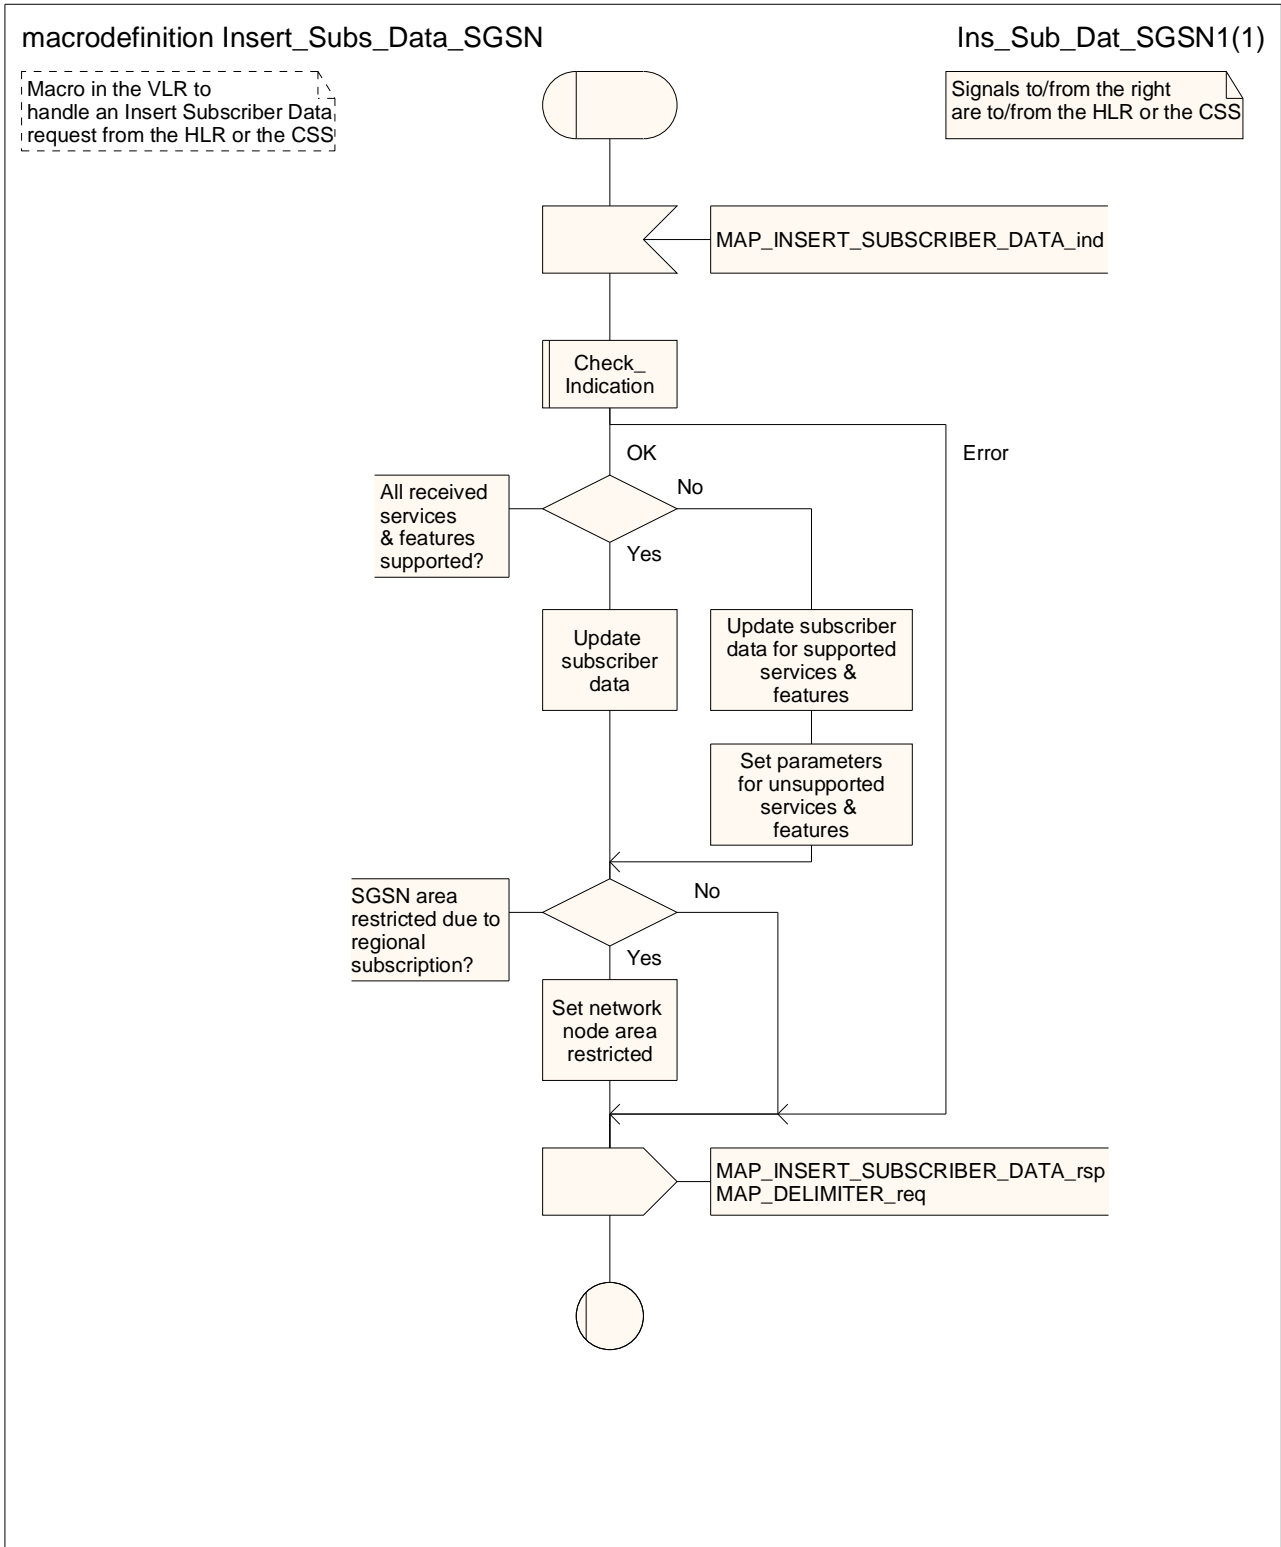 macrodefinition Insert_Subs_Data_SGSN
Ins_Sub_Dat_SGSN1(1)
Macro in the VLR to
handle an Insert Subscriber Data
request from the HLR or the CSS
Signals to/from the right
are to/from the HLR or the CSS
MAP_INSERT_SUBSCRIBER_DATA_ind
Check_
Indication
OK
Error
All received
services
& features
supported?
No
Yes
Update
subscriber
data
Update subscriber
data for supported
services &
features
Set parameters
for unsupported
services &
features
SGSN area
restricted due to
regional
subscription?
No
Yes
Set network
node area
restricted
MAP_INSERT_SUBSCRIBER_DATA_rsp
MAP_DELIMITER_req